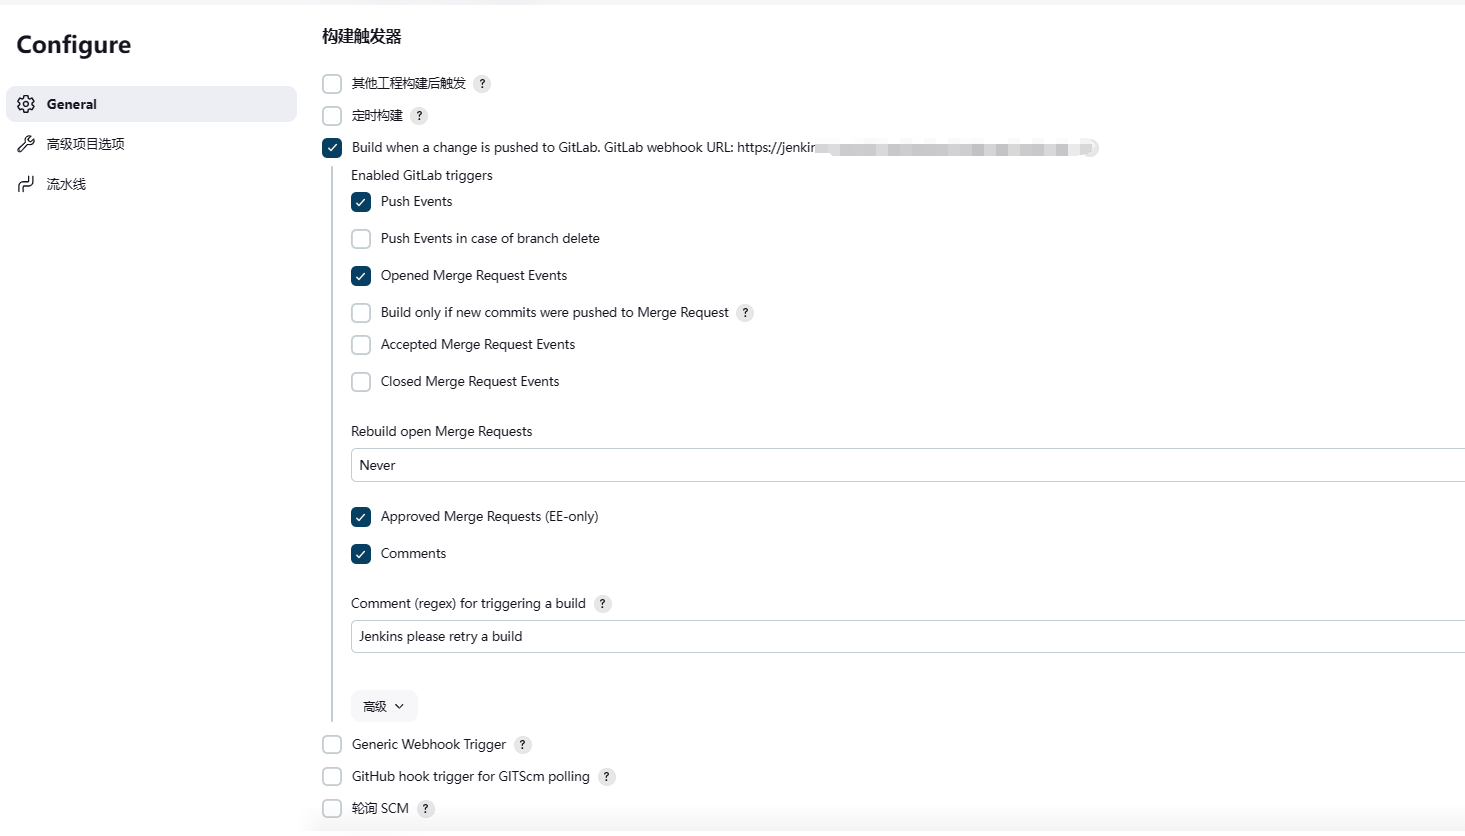 Configure
General
高级项目选项
流水线
构建触发器
其他工程构建后触发 ?
定时构建 ?
Build when a change is pushed to GitLab. GitLab webhook URL: https://jenkin
Enabled GitLab triggers
Push Events
Push Events in case of branch delete
Opened Merge Request Events
Build only if new commits were pushed to Merge Request ?
Accepted Merge Request Events
Closed Merge Request Events
Rebuild open Merge Requests
Never
Approved Merge Requests (EE-only)
Comments
Comment (regex) for triggering a build ?
Jenkins please retry a build
高级
Generic Webhook Trigger ?
GitHub hook trigger for GITScm polling ?
轮询 SCM ?